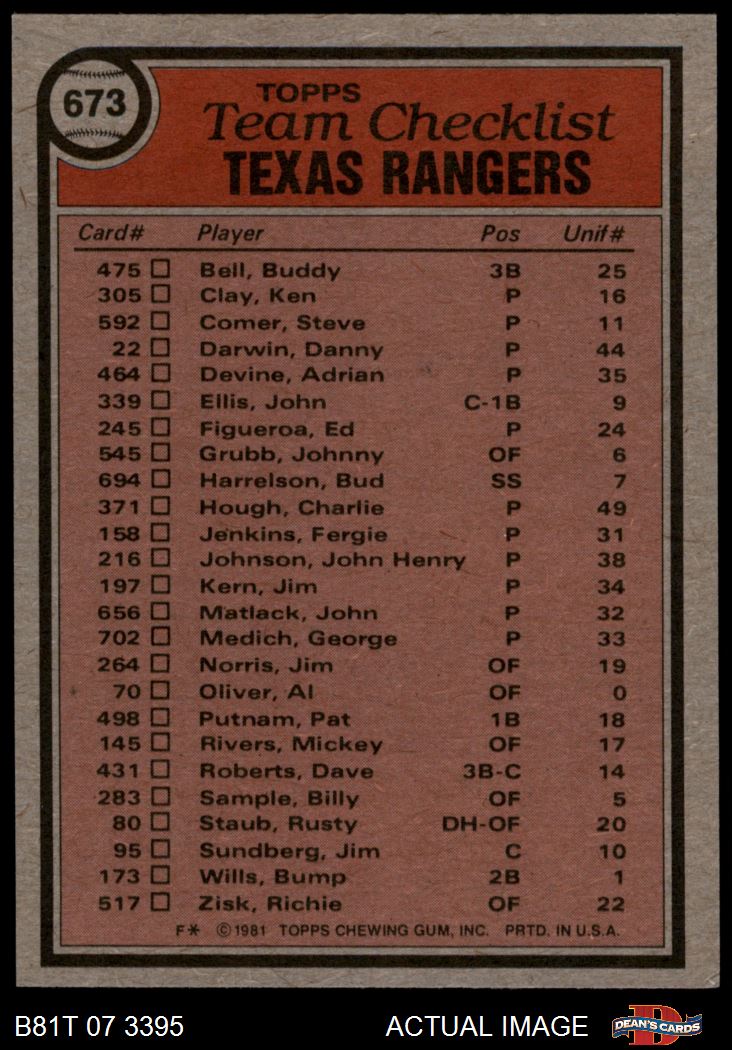 673
TOPPS
Team Checklist
TEXAS RANGERS
Card# Player Pos Unif#
475 Bell, Buddy 3B 25
305 Clay, Ken P 16
592 Comer, Steve P 11
22 Darwin, Danny P 44
464 Devine, Adrian P 35
339 Ellis, John C-1B 9
245 Figueroa, Ed P 24
545 Grubb, Johnny OF 6
694 Harrelson, Bud SS 7
371 Hough, Charlie P 49
158 Jenkins, Fergie P 31
216 Johnson, John Henry P 38
197 Kern, Jim P 34
656 Matlack, John P 32
702 Medich, George P 33
264 Norris, Jim OF 19
70 Oliver, Al OF 0
498 Putnam, Pat 1B 18
145 Rivers, Mickey OF 17
431 Roberts, Dave 3B-C 14
283 Sample, Billy OF 5
80 Staub, Rusty DH-OF 20
95 Sundberg, Jim C 10
173 Wills, Bump 2B 1
517 Zisk, Richie OF 22
F* ©1981 TOPPS CHEWING GUM, INC. PRTD. IN U.S.A.
B81T 07 3395 ACTUAL IMAGE DEAN'S CARDS